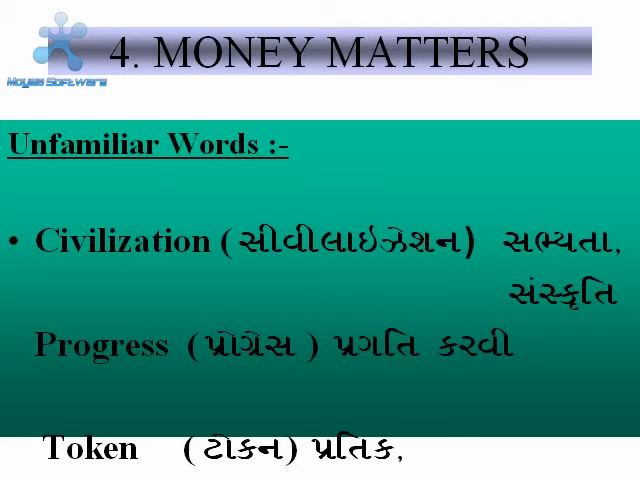 4. MONEY MATTERS
Moyea Software
Unfamiliar Words :-
• Civilization ( સીવીલાઇઝેશન ) સભ્યતા,
સંસ્કૃતિ
Progress ( પ્રોગ્રેસ ) પ્રગતિ કરવી
Token ( ટોકન ) પ્રતિક,